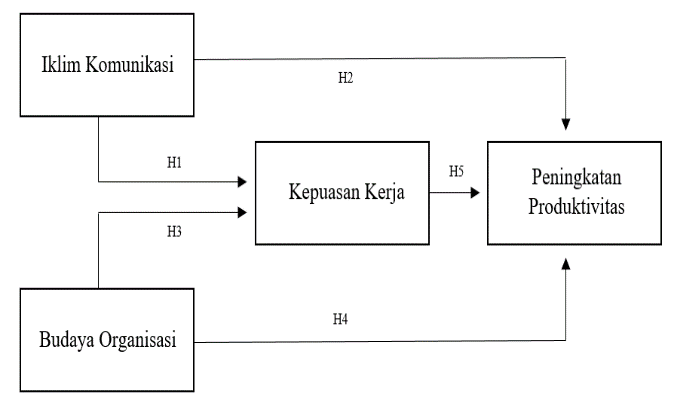 Iklim Komunikasi
H2
H1
Kepuasan Kerja
H5
Peningkatan
Produktivitas
H3
Budaya Organisasi
H4